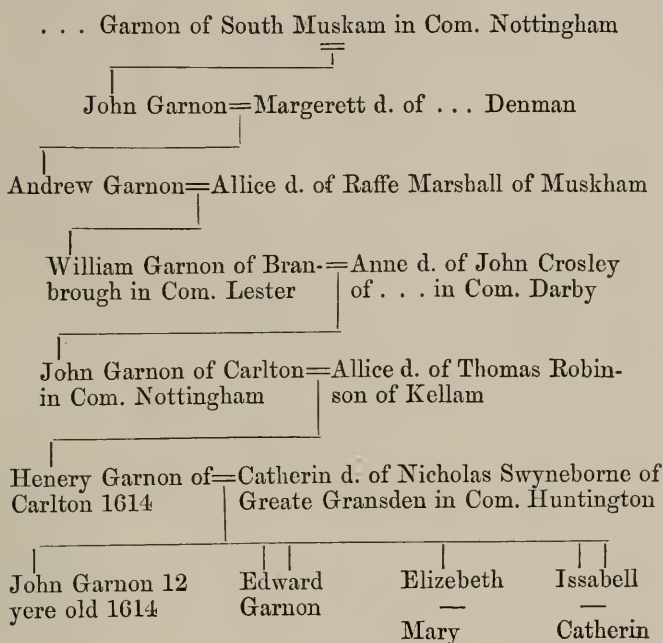 . . . Garnon of South Muskam in Com. Nottingham
John Garnon=Margerett d. of ... Denman
Andrew Garnon=Allice d. of Raffe Marshall of Muskham
William Garnon of Bran-=Anne d. of John Crosley
brough in Com. Lester of . . . in Com. Darby
John Garnon of Carlton=Allice d. of Thomas Robin-
in Com. Nottingham son of Kellam
Henery Garnon of=Catherin d. of Nicholas Swyneborne of
Carlton 1614 Greate Gransden in Com. Huntington
John Garnon 12 Edward Elizebeth Issabell
yere old 1614 Garnon — —
Mary Catherin